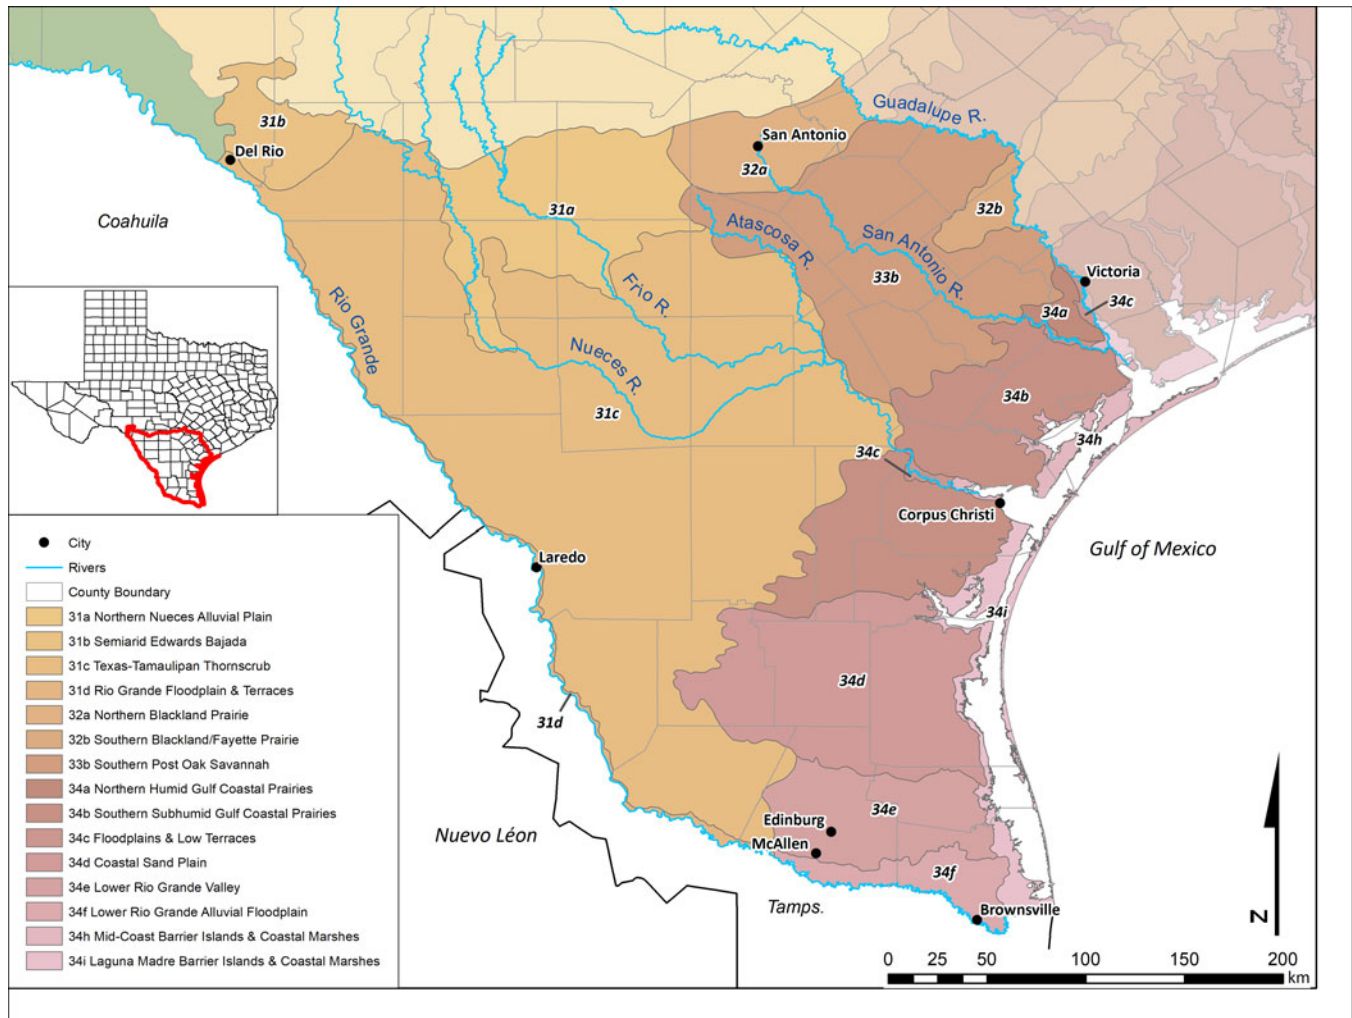 Guadalupe R.
31b
San Antonio
Del Rio
32a
31a
32b
Coahuila
Atascosa R.
San Antonio R.
33b
Victoria
Frio R.
Rio Grande
34a
34c
Nueces R.
31c
34b
34h
34c
Corpus Christi
Gulf of Mexico
Laredo
34i
34d
31d
Edinburg
34e
McAllen
Nuevo Léon
34f
Tamps.
Brownsville
City
Rivers
County Boundary
31a Northern Nueces Alluvial Plain
31b Semiarid Edwards Bajada
31c Texas-Tamaulipan Thornscrub
31d Rio Grande Floodplain & Terraces
32a Northern Blackland Prairie
32b Southern Blackland/Fayette Prairie
33b Southern Post Oak Savannah
34a Northern Humid Gulf Coastal Prairies
34b Southern Subhumid Gulf Coastal Prairies
34c Floodplains & Low Terraces
34d Coastal Sand Plain
34e Lower Rio Grande Valley
34f Lower Rio Grande Alluvial Floodplain
34h Mid-Coast Barrier Islands & Coastal Marshes
34i Laguna Madre Barrier Islands & Coastal Marshes
N
0 25 50 100 150 200
km